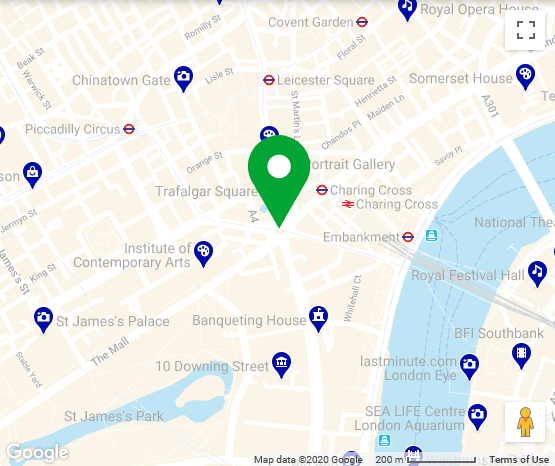 Covent Garden
Royal Opera House
Romilly St
Floral St
Beak St
Lisle St
Chinatown Gate
Leicester Square
Somerset House
Warwick St
Henrietta St
St Martin's L
Maiden Ln
A301
Te
Piccadilly Circus
Chandos Pl
Orange St
Savoy Pl
Portrait Gallery
son
Trafalgar Square
Charing Cross
Charing Cross
Jermyn St
A4
National Thea
Embankment
Institute of
Contemporary Arts
King St
James's St
Royal Festival Hall
Whitehall Ct
St James's Palace
Banqueting House
BFI Southbank
The Mall
Stable Yard
10 Downing Street
lastminute.com
London Eye
St James's Park
SEA LIFE Centre
London Aquarium
Google
Map data ©2020 Google
200 m
Terms of Use